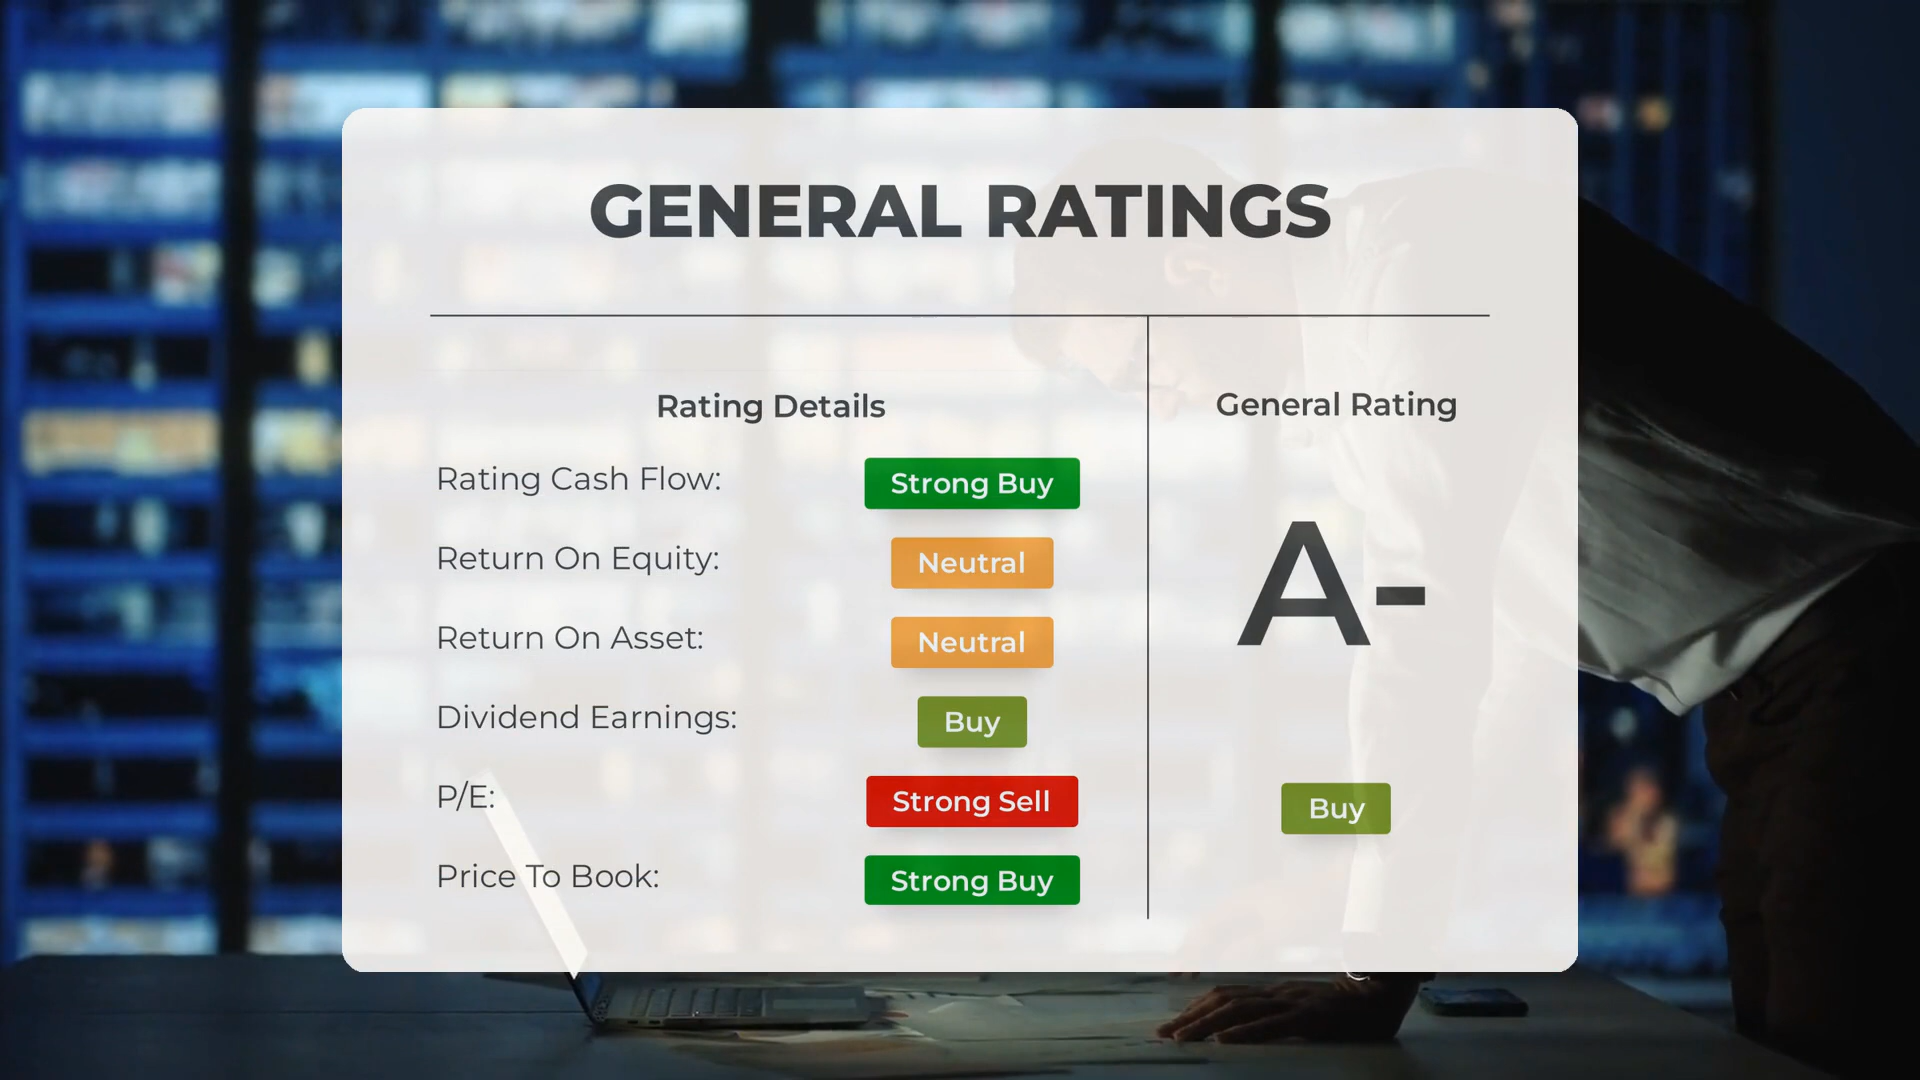 GENERAL RATINGS
Rating Details
General Rating
Rating Cash Flow: Strong Buy
Return On Equity: Neutral
Return On Asset: Neutral
Dividend Earnings: Buy
P/E: Strong Sell
Price To Book: Strong Buy
A-
Buy